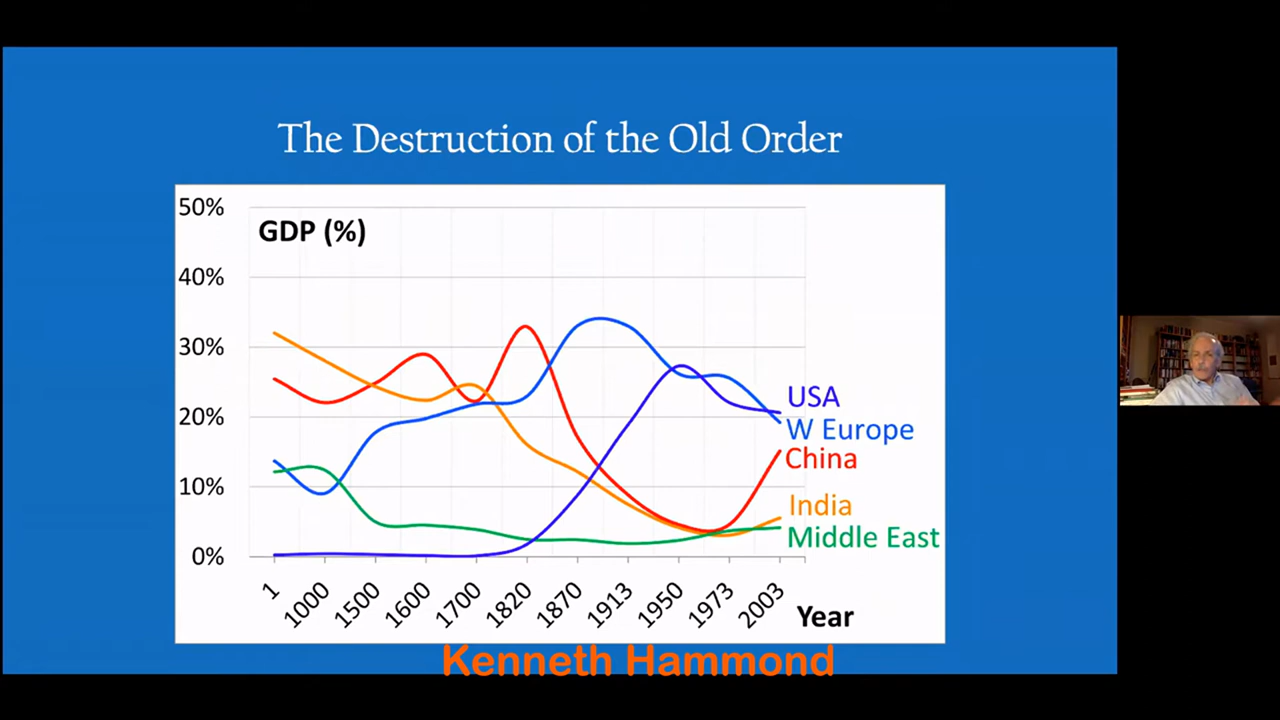 The Destruction of the Old Order
50%
GDP (%)
40%
30%
20%
10%
0%
USA
W Europe
China
India
Middle East
1
1000
1500
1600
1700
1820
1870
1913
1950
1973
2003
Year
Kenneth Hammond